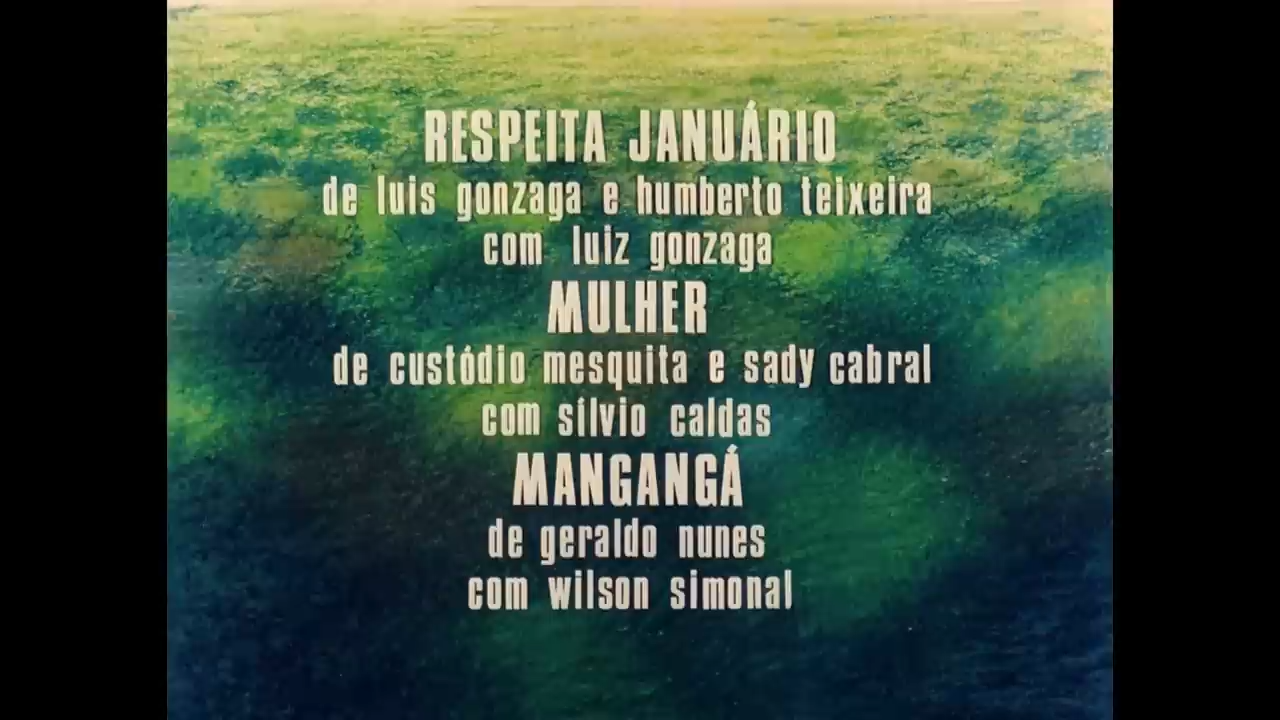 RESPEITA JANUÁRIO
de luis gonzaga e humberto teixeira
com luiz gonzaga
MULHER
de custódio mesquita e sady cabral
com sílvio caldas
MANGANGÁ
de geraldo nunes
com wilson simonal